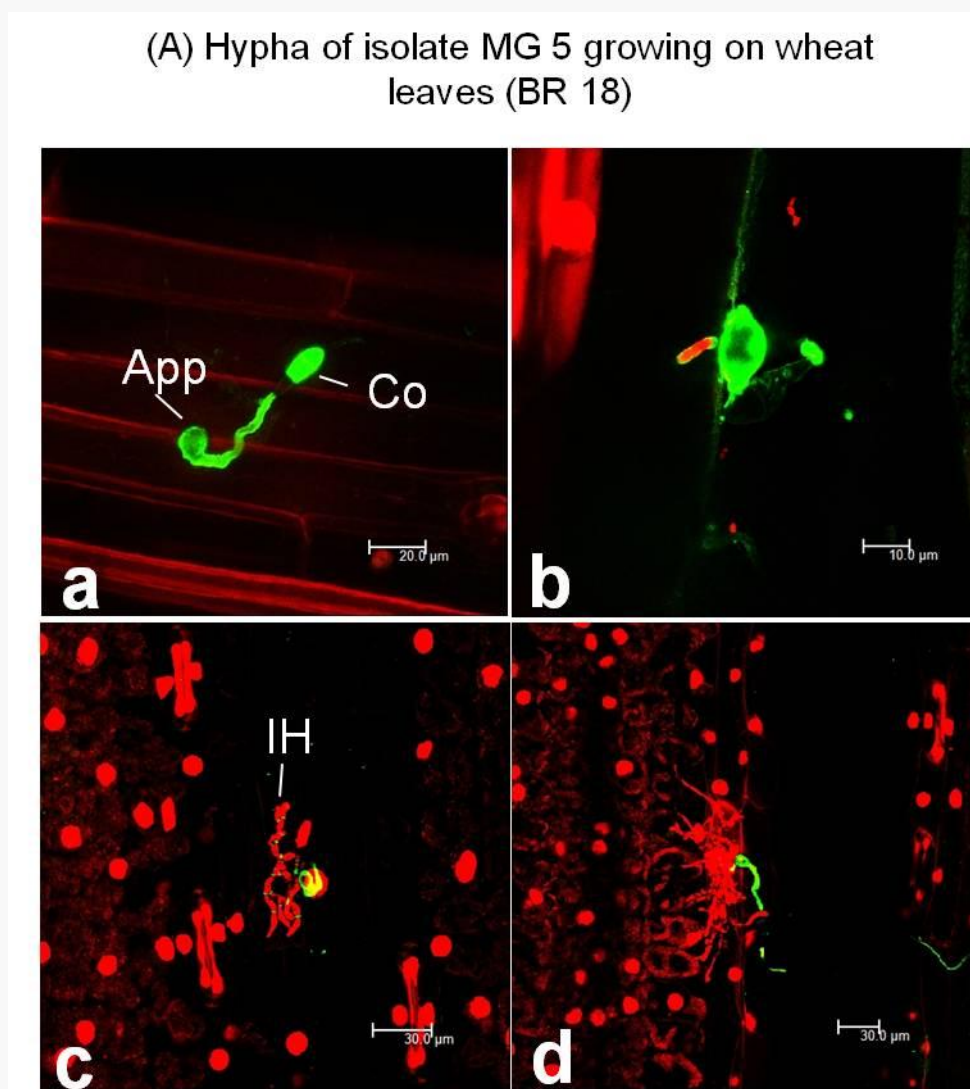 (A) Hypha of isolate MG 5 growing on wheat
leaves (BR 18)
App
Co
20.0 µm
a
10.0 µm
b
IH
30.0 µm
c
30.0 µm
d